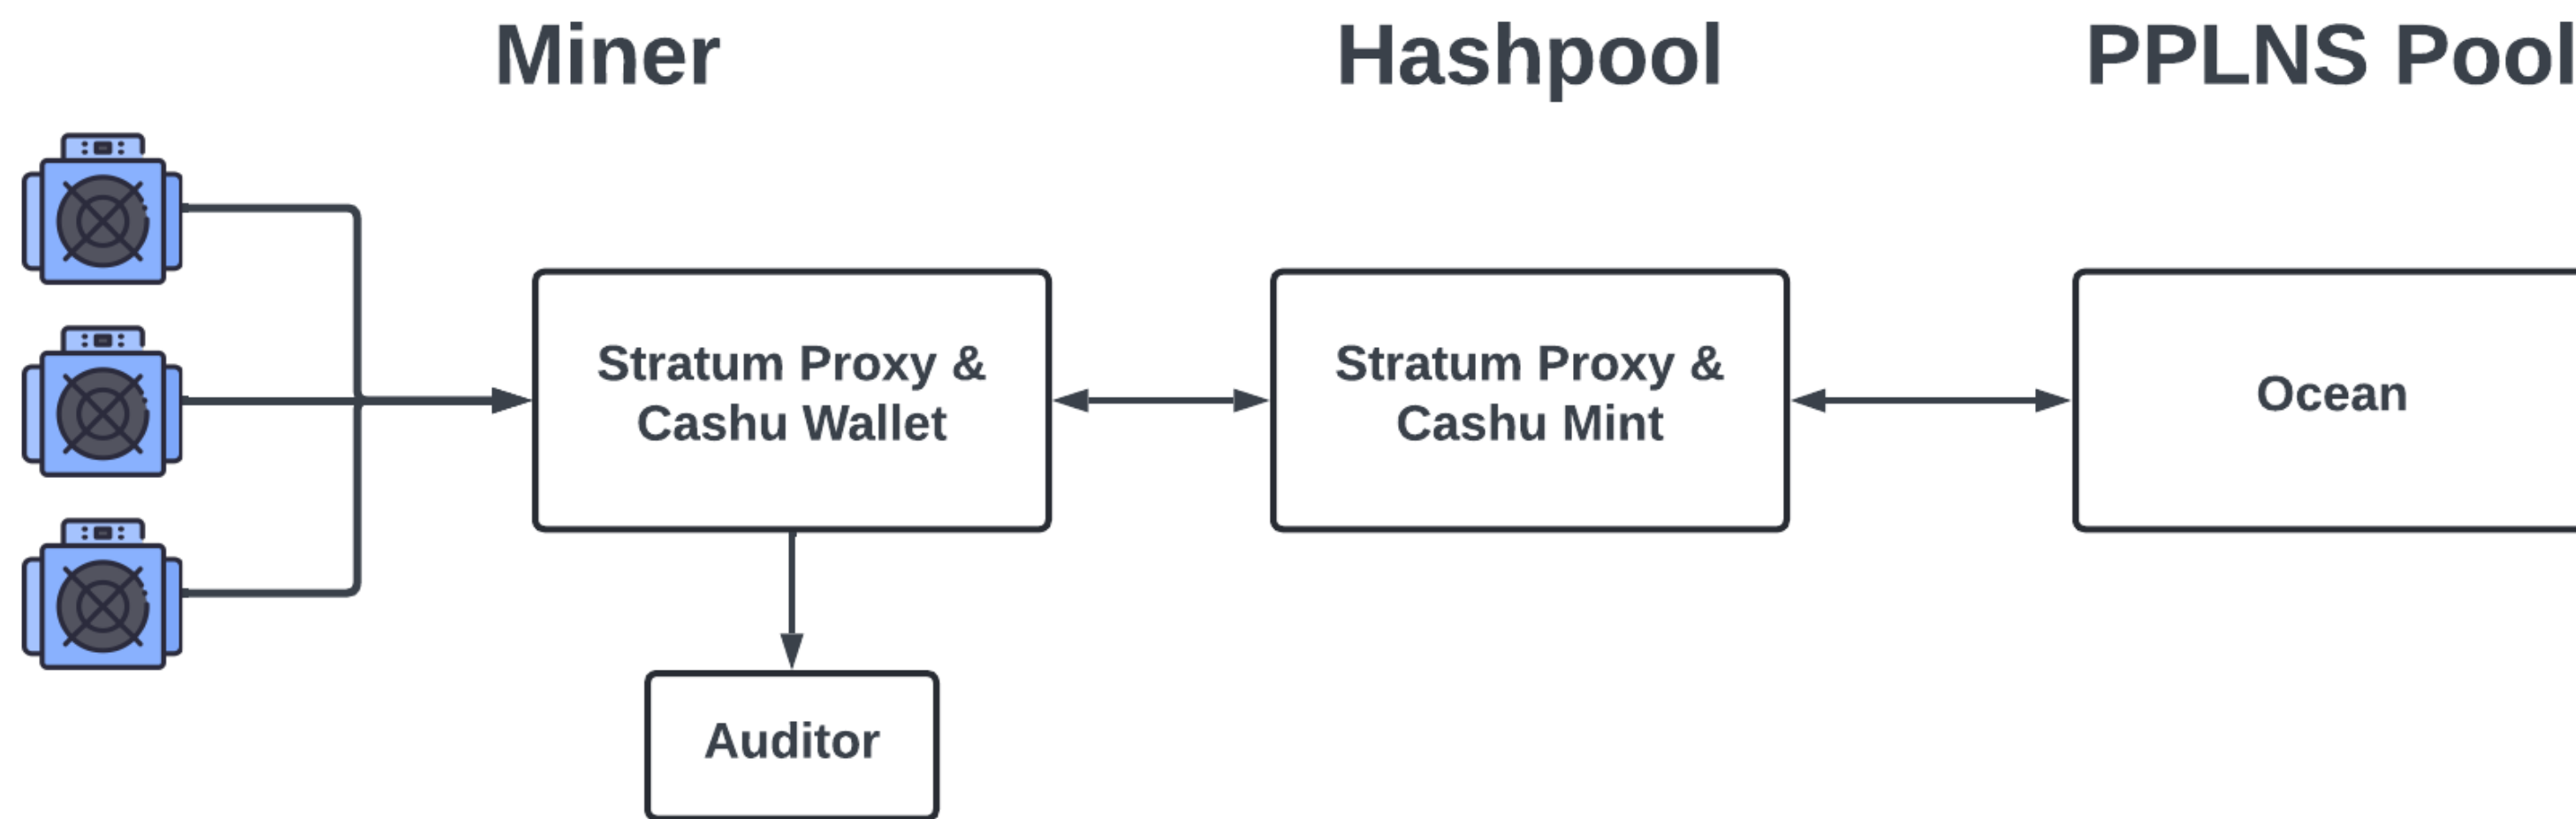 Miner
Hashpool
PPLNS Pool
Stratum Proxy &
Cashu Wallet
Stratum Proxy &
Cashu Mint
Ocean
Auditor